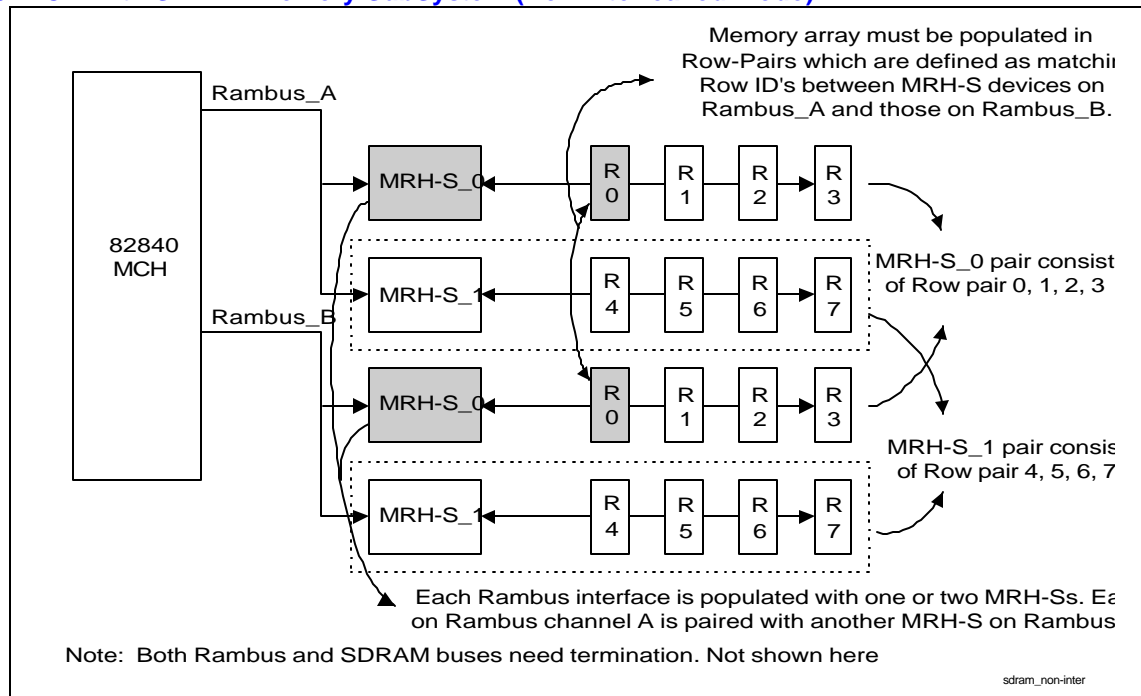 Memory array must be populated in
Row-Pairs which are defined as matchin
Row ID's between MRH-S devices on
Rambus_A and those on Rambus_B.
Rambus_A
82840
MCH
Rambus_B
MRH-S_0
R
0
R
1
R
2
R
3
MRH-S_1
R
4
R
5
R
6
R
7
MRH-S_0
R
0
R
1
R
2
R
3
MRH-S_1
R
4
R
5
R
6
R
7
MRH-S_0 pair consist
of Row pair 0, 1, 2, 3
MRH-S_1 pair consis
of Row pair 4, 5, 6, 7
Each Rambus interface is populated with one or two MRH-Ss. Ea
on Rambus channel A is paired with another MRH-S on Rambus
Note: Both Rambus and SDRAM buses need termination. Not shown here
sdram_non-inter